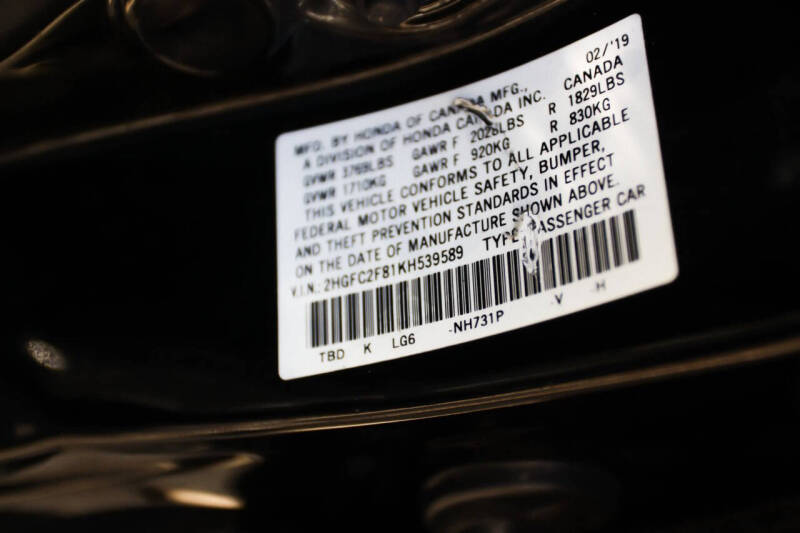 MFG. BY HONDA OF CANADA MFG., 02/'19
A DIVISION OF HONDA CANADA INC. CANADA
GVWR 3769LBS GAWR F 2028LBS R 1829LBS
GVWR 1710KG GAWR F 920KG R 830KG
THIS VEHICLE CONFORMS TO ALL APPLICABLE
FEDERAL MOTOR VEHICLE SAFETY, BUMPER,
AND THEFT PREVENTION STANDARDS IN EFFECT
ON THE DATE OF MANUFACTURE SHOWN ABOVE.
V.I.N.: 2HGFC2F81KH539589 TYPE PASSENGER CAR
TBD K LG6 -NH731P -V -H